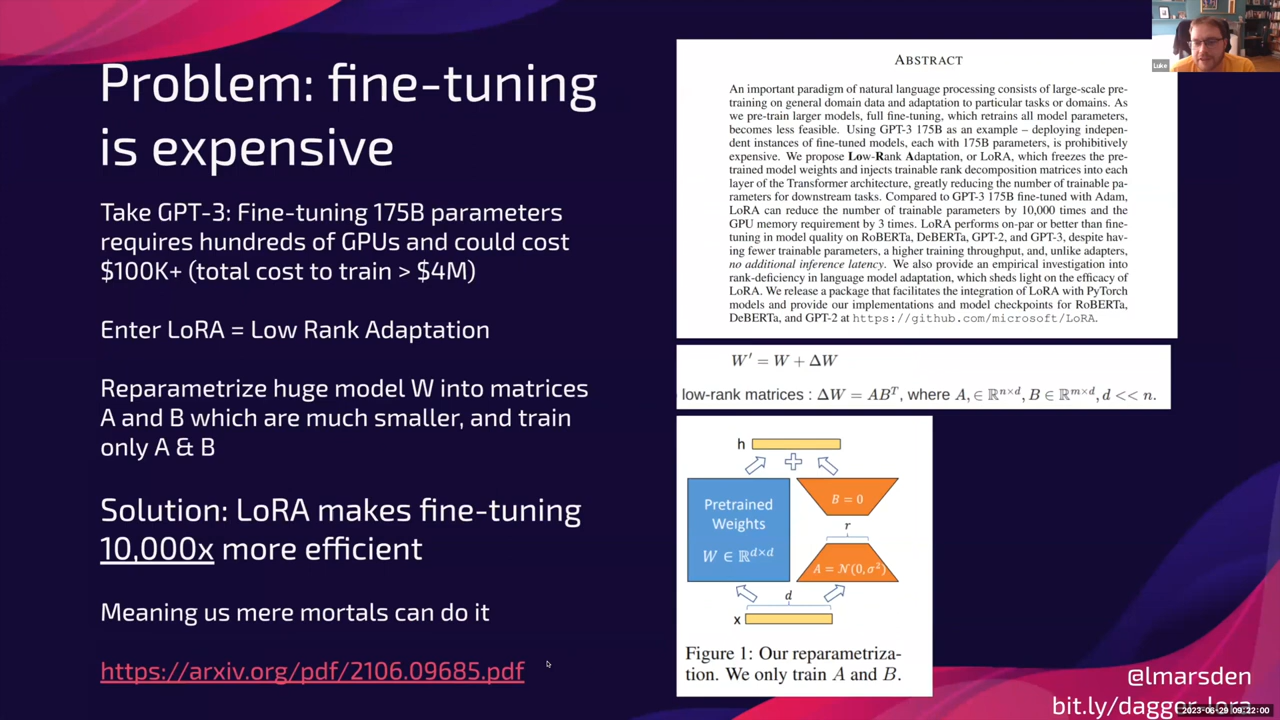 Problem: fine-tuning
is expensive
Take GPT-3: Fine-tuning 175B parameters
requires hundreds of GPUs and could cost
$100K+ (total cost to train > $4M)
Enter LoRA = Low Rank Adaptation
Reparametrize huge model W into matrices
A and B which are much smaller, and train
only A & B
Solution: LoRA makes fine-tuning
10,000x more efficient
Meaning us mere mortals can do it
https://arxiv.org/pdf/2106.09685.pdf
ABSTRACT
An important paradigm of natural language processing consists of large-scale pre-
training on general domain data and adaptation to particular tasks or domains. As
we pre-train larger models, full fine-tuning, which retrains all model parameters,
becomes less feasible. Using GPT-3 175B as an example – deploying indepen-
dent instances of fine-tuned models, each with 175B parameters, is prohibitively
expensive. We propose Low-Rank Adaptation, or LoRA, which freezes the pre-
trained model weights and injects trainable rank decomposition matrices into each
layer of the Transformer architecture, greatly reducing the number of trainable pa-
rameters for downstream tasks. Compared to GPT-3 175B fine-tuned with Adam,
LoRA can reduce the number of trainable parameters by 10,000 times and the
GPU memory requirement by 3 times. LoRA performs on-par or better than fine-
tuning in model quality on RoBERTa, DeBERTa, GPT-2, and GPT-3, despite hav-
ing fewer trainable parameters, a higher training throughput, and, unlike adapters,
no additional inference latency. We also provide an empirical investigation into
rank-deficiency in language model adaptation, which sheds light on the efficacy of
LoRA. We release a package that facilitates the integration of LoRA with PyTorch
models and provide our implementations and model checkpoints for RoBERTa,
DeBERTa, and GPT-2 at https://github.com/microsoft/LoRA.
W′ = W + ΔW
low-rank matrices : ΔW = ABᵀ, where A, ∈ ℝⁿˣᵈ, B ∈ ℝᵐˣᵈ, d << n.
h
Pretrained
Weights
W ∈ ℝᵈˣᵈ
B = 0
r
A = 𝒩(0, σ²)
d
x
Figure 1: Our reparametriza-
tion. We only train A and B.
Luke
@lmarsden
bit.ly/dagger-lora
2023-06-29 09:22:00